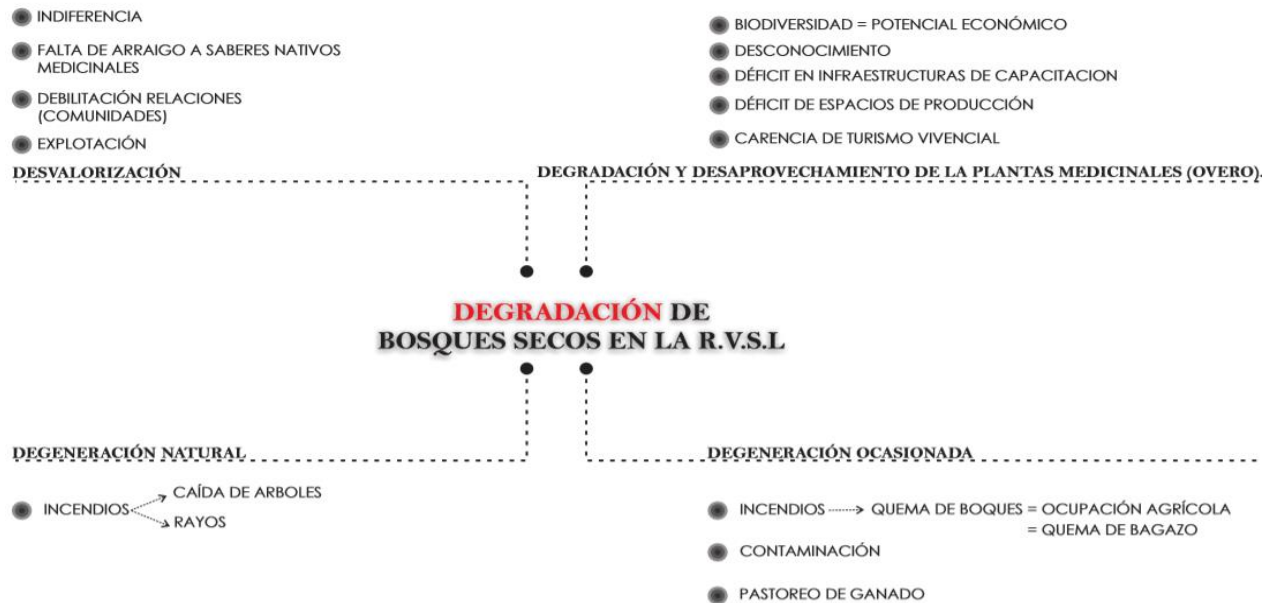 INDIFERENCIA
FALTA DE ARRAIGO A SABERES NATIVOS
MEDICINALES
DEBILITACIÓN RELACIONES
(COMUNIDADES)
EXPLOTACIÓN
DESVALORIZACIÓN
BIODIVERSIDAD = POTENCIAL ECONÓMICO
DESCONOCIMIENTO
DÉFICIT EN INFRAESTRUCTURAS DE CAPACITACION
DÉFICIT DE ESPACIOS DE PRODUCCIÓN
CARENCIA DE TURISMO VIVENCIAL
DEGRADACIÓN Y DESAPROVECHAMIENTO DE LA PLANTAS MEDICINALES (OVERO).
DEGRADACIÓN DE
BOSQUES SECOS EN LA R.V.S.L
DEGENERACIÓN NATURAL
INCENDIOS
CAÍDA DE ARBOLES
RAYOS
DEGENERACIÓN OCASIONADA
INCENDIOS QUEMA DE BOQUES = OCUPACIÓN AGRÍCOLA
= QUEMA DE BAGAZO
CONTAMINACIÓN
PASTOREO DE GANADO